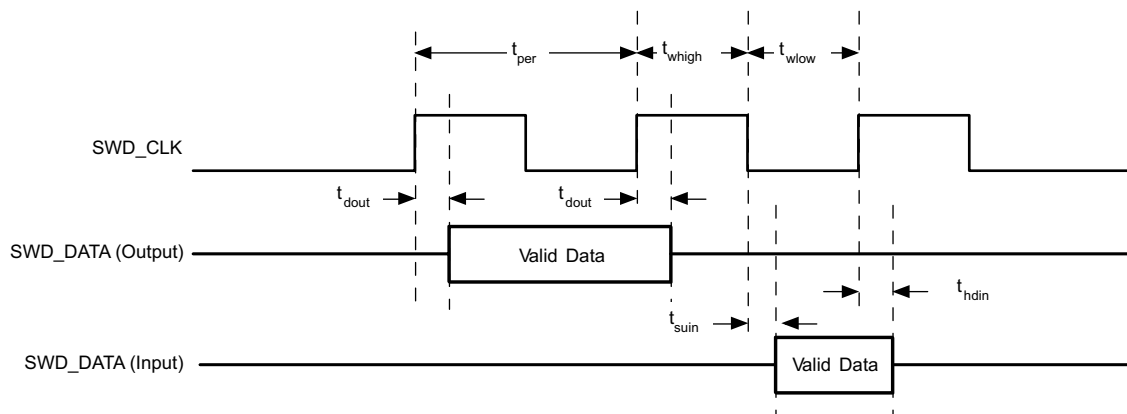 t_per
t_whigh
t_wlow
SWD_CLK
t_dout
t_dout
SWD_DATA (Output)
Valid Data
t_hdin
t_suin
SWD_DATA (Input)
Valid Data